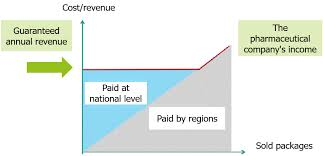 Cost/revenue
Guaranteed
annual revenue
The
pharmaceutical
company's income
Paid at
national level
Paid by regions
Sold packages